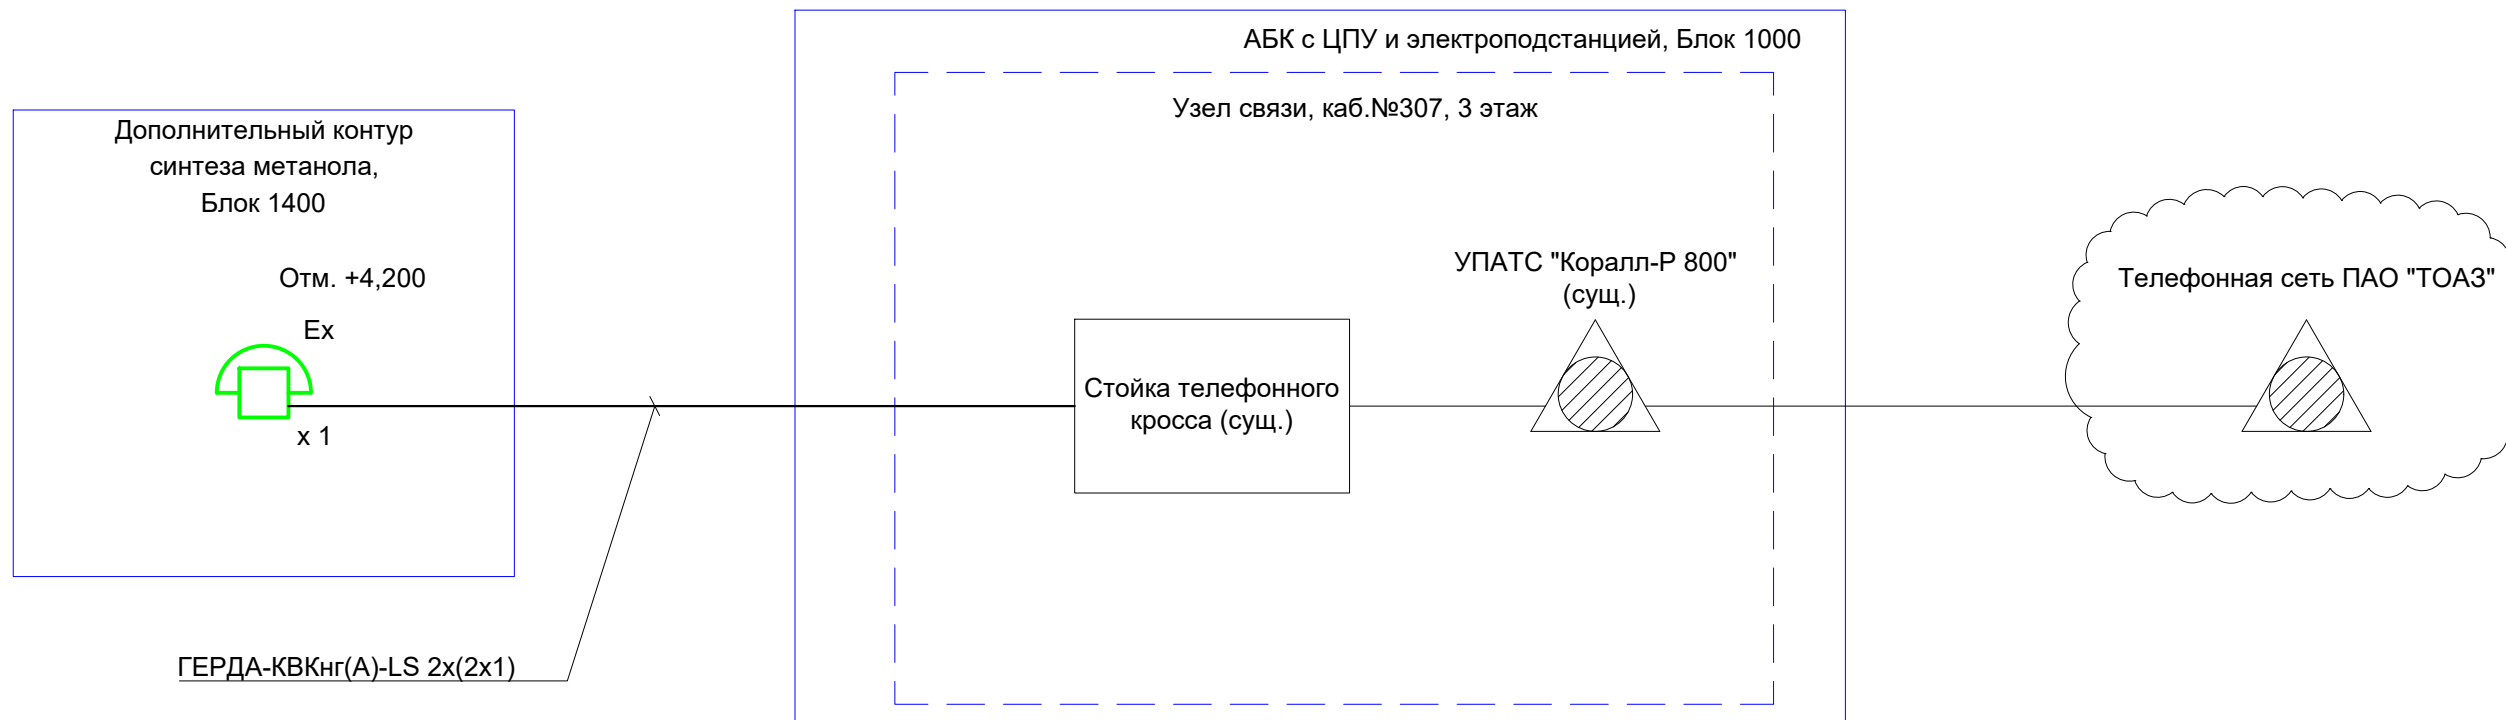 АБК с ЦПУ и электроподстанцией, Блок 1000
Узел связи, каб.№307, 3 этаж
Дополнительный контур
синтеза метанола,
Блок 1400
Отм. +4,200
Ex
x 1
ГЕРДА-КВКнг(А)-LS 2x(2x1)
Стойка телефонного
кросса (сущ.)
УПАТС "Коралл-Р 800"
(сущ.)
Телефонная сеть ПАО "ТОАЗ"